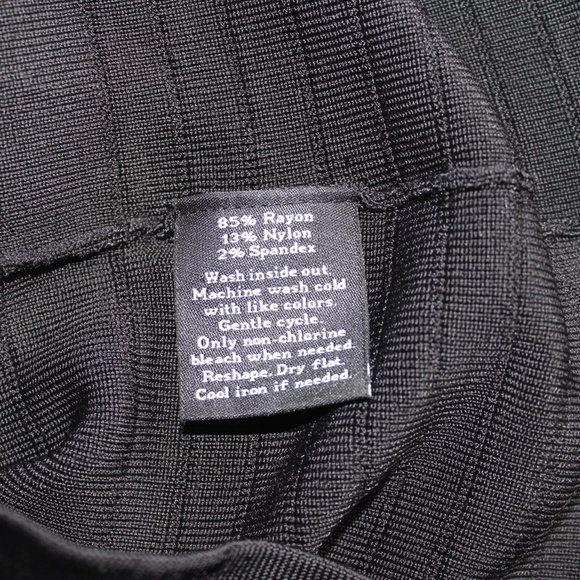 85% Rayon
13% Nylon
2% Spandex
Wash inside out.
Machine wash cold
with like colors.
Gentle cycle.
Only non-chlorine
bleach when needed.
Reshape. Dry flat.
Cool iron if needed.